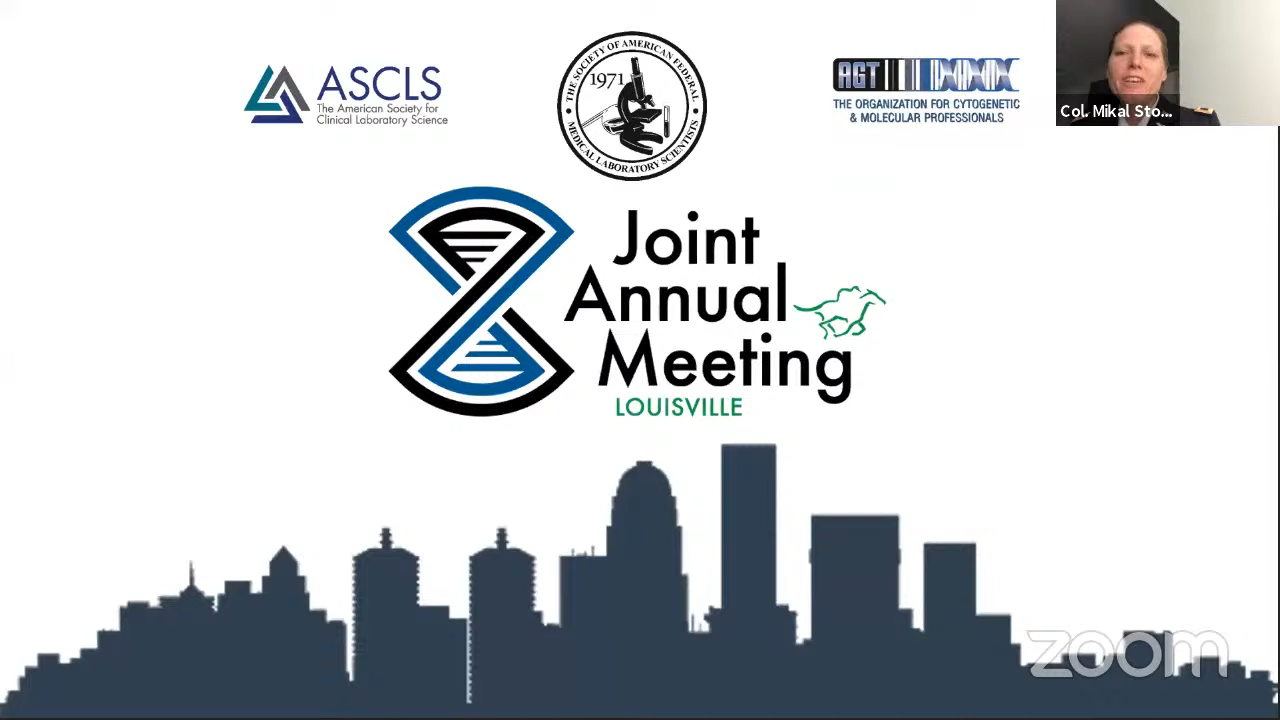 ASCLS
The American Society for
Clinical Laboratory Science
THE SOCIETY OF AMERICAN FEDERAL
1971
MEDICAL LABORATORY SCIENTISTS
AGT
THE ORGANIZATION FOR CYTOGENETIC
& MOLECULAR PROFESSIONALS
Col. Mikal Sto...
Joint
Annual
Meeting
LOUISVILLE
zoom